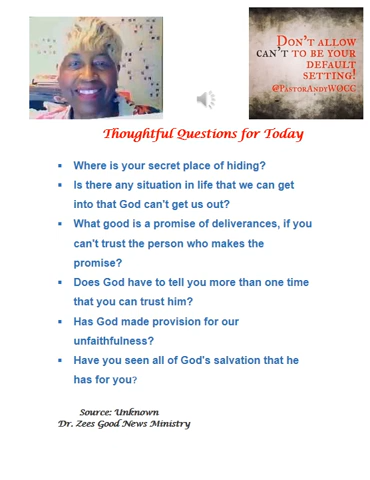 DON'T ALLOW
CAN'T TO BE YOUR
DEFAULT
SETTING!
@PASTORANDYWOCC
Thoughtful Questions for Today
▪ Where is your secret place of hiding?
▪ Is there any situation in life that we can get
into that God can't get us out?
▪ What good is a promise of deliverances, if you
can't trust the person who makes the
promise?
▪ Does God have to tell you more than one time
that you can trust him?
▪ Has God made provision for our
unfaithfulness?
▪ Have you seen all of God's salvation that he
has for you?
Source: Unknown
Dr. Zees Good News Ministry